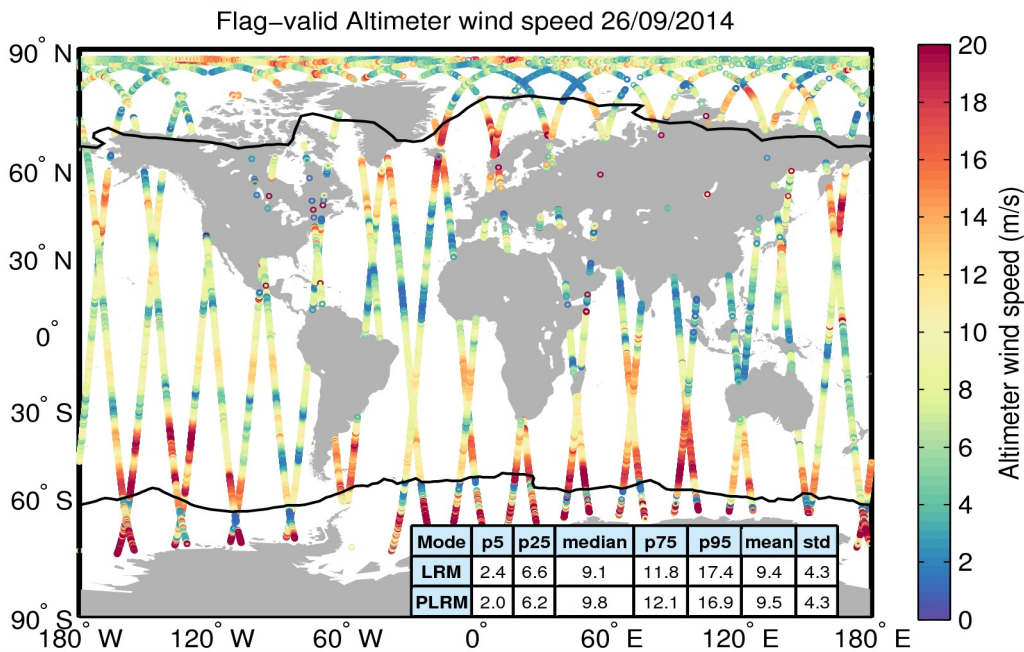 Flag−valid Altimeter wind speed 26/09/2014
90° N
60° N
30° N
0°
30° S
60° S
90° S
180° W
120° W
60° W
0°
60° E
120° E
180° E
Mode p5 p25 median p75 p95 mean std
LRM 2.4 6.6 9.1 11.8 17.4 9.4 4.3
PLRM 2.0 6.2 9.8 12.1 16.9 9.5 4.3
20
18
16
14
12
10
8
6
4
2
0
Altimeter wind speed (m/s)